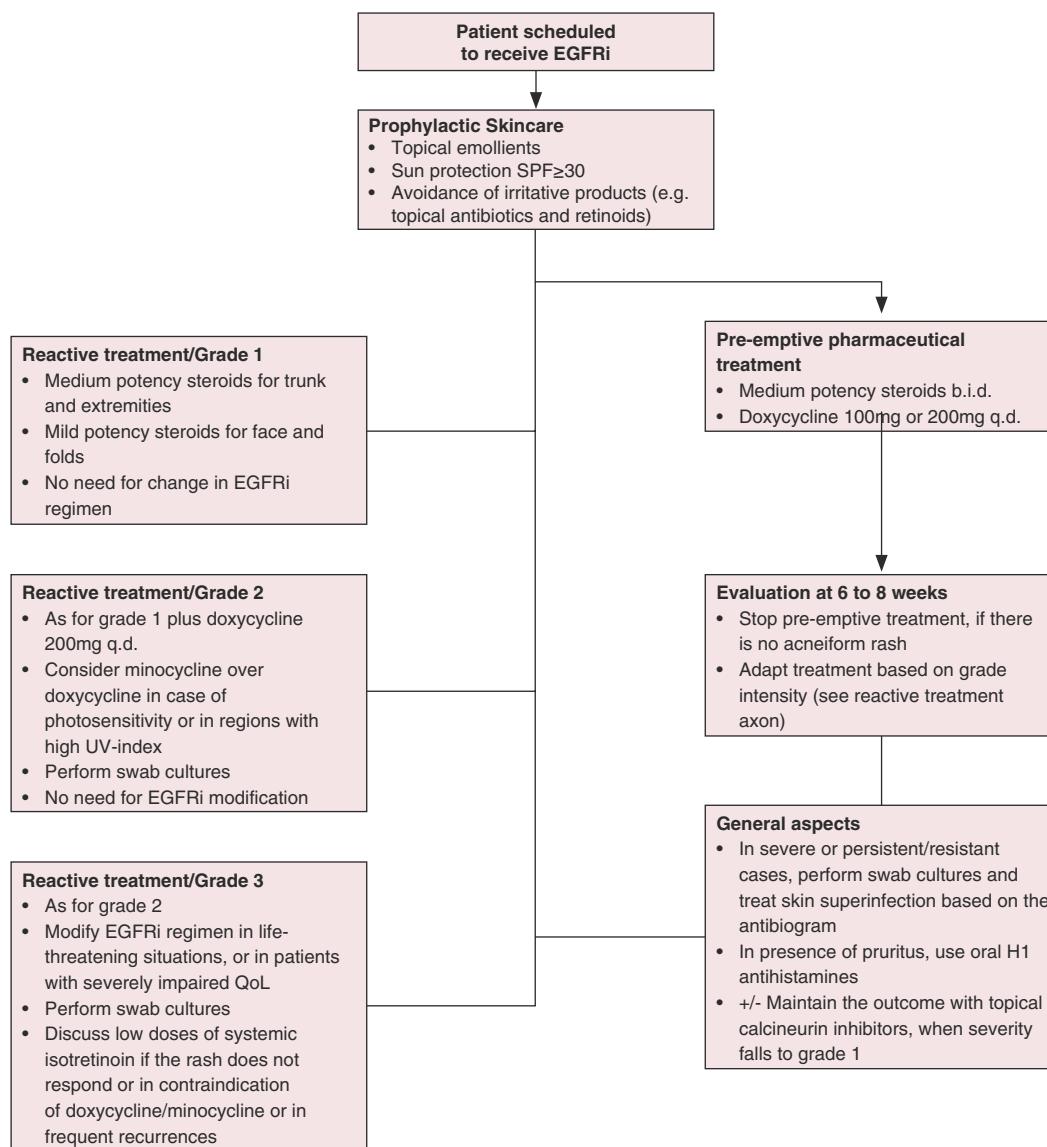 Patient scheduled
to receive EGFRi
Prophylactic Skincare
• Topical emollients
• Sun protection SPF≥30
• Avoidance of irritative products (e.g.
topical antibiotics and retinoids)
Reactive treatment/Grade 1
• Medium potency steroids for trunk
and extremities
• Mild potency steroids for face and
folds
• No need for change in EGFRi
regimen
Pre-emptive pharmaceutical
treatment
• Medium potency steroids b.i.d.
• Doxycycline 100mg or 200mg q.d.
Reactive treatment/Grade 2
• As for grade 1 plus doxycycline
200mg q.d.
• Consider minocycline over
doxycycline in case of
photosensitivity or in regions with
high UV-index
• Perform swab cultures
• No need for EGFRi modification
Evaluation at 6 to 8 weeks
• Stop pre-emptive treatment, if there
is no acneiform rash
• Adapt treatment based on grade
intensity (see reactive treatment
axon)
Reactive treatment/Grade 3
• As for grade 2
• Modify EGFRi regimen in life-
threatening situations, or in patients
with severely impaired QoL
• Perform swab cultures
• Discuss low doses of systemic
isotretinoin if the rash does not
respond or in contraindication
of doxycycline/minocycline or in
frequent recurrences
General aspects
• In severe or persistent/resistant
cases, perform swab cultures and
treat skin superinfection based on the
antibiogram
• In presence of pruritus, use oral H1
antihistamines
• +/- Maintain the outcome with topical
calcineurin inhibitors, when severity
falls to grade 1